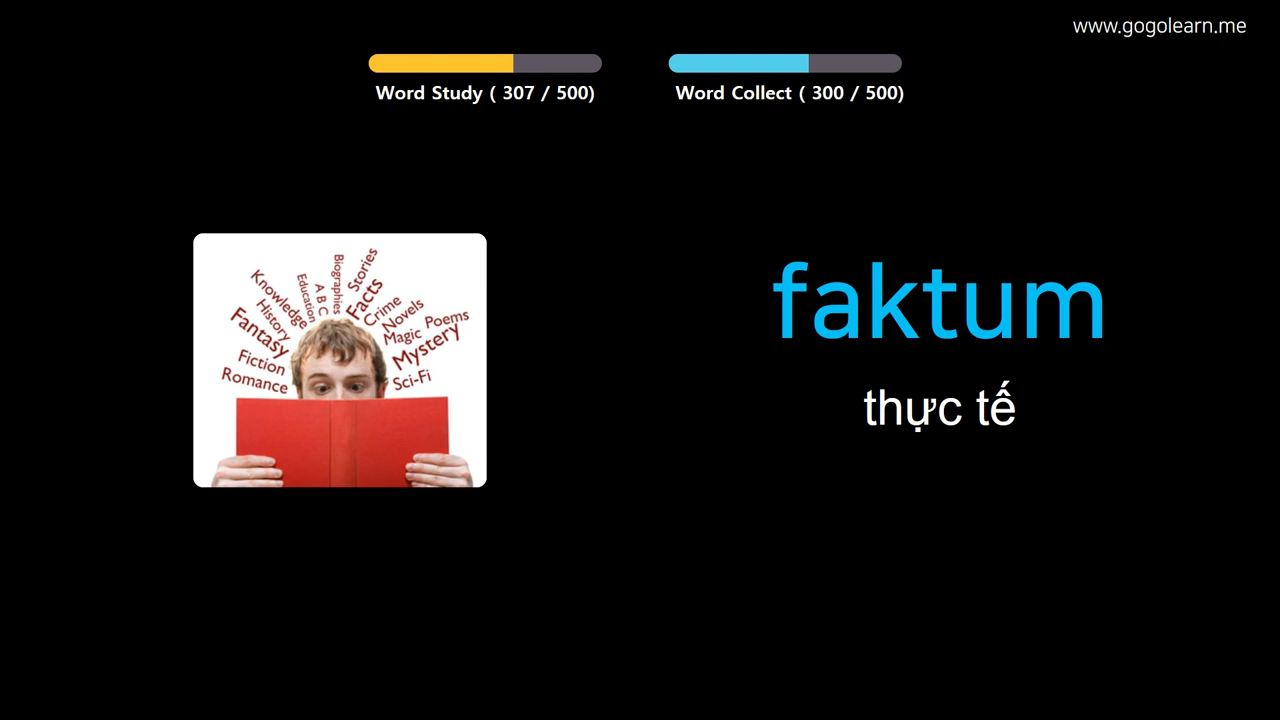 www.gogolearn.me
Word Study ( 307 / 500)
Word Collect ( 300 / 500)
Knowledge
History
Fantasy
Fiction
Romance
Education
A B C
Biographies
Stories
Facts
Crime
Novels
Magic
Poems
Mystery
Sci-Fi
faktum
thực tế